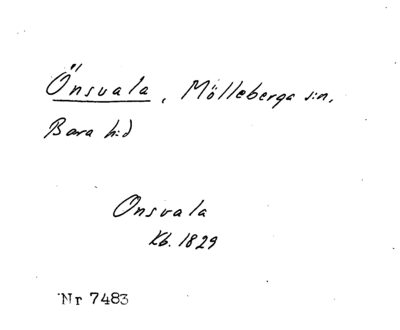 Önsvala, Mölleberga s:n,
Bara h:d
Onsvala
Kb. 1829
Nr 7483